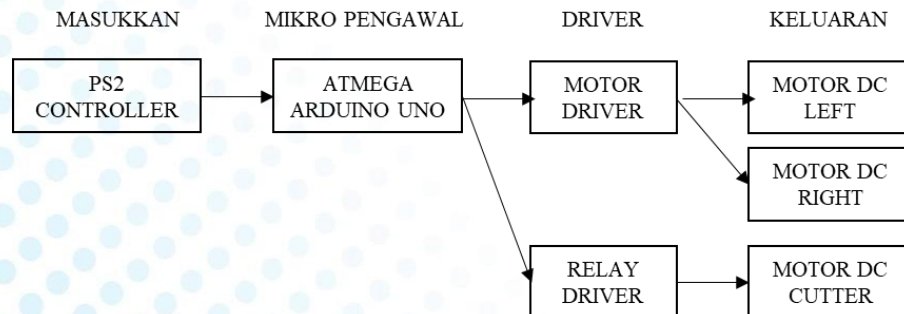 MASUKKAN
MIKRO PENGAWAL
DRIVER
KELUARAN
PS2
CONTROLLER
ATMEGA
ARDUINO UNO
MOTOR
DRIVER
MOTOR DC
LEFT
MOTOR DC
RIGHT
RELAY
DRIVER
MOTOR DC
CUTTER